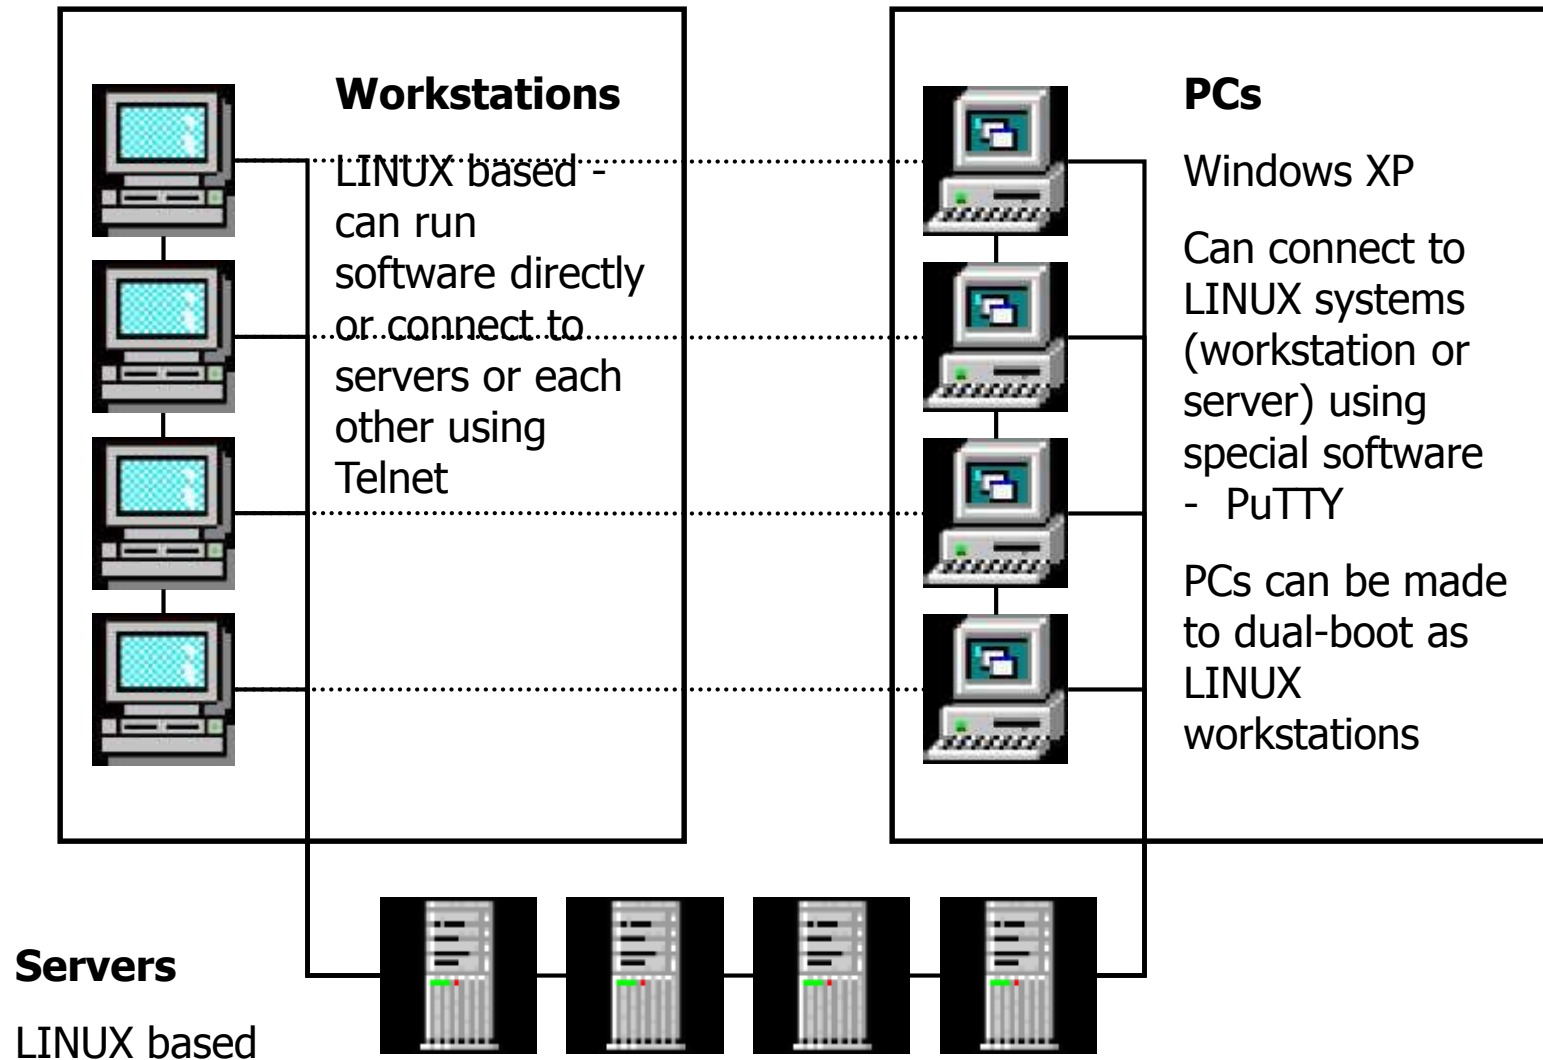 Workstations
LINUX based -
can run
software directly
or connect to
servers or each
other using
Telnet
PCs
Windows XP
Can connect to
LINUX systems
(workstation or
server) using
special software
- PuTTY
PCs can be made
to dual-boot as
LINUX
workstations
Servers
LINUX based